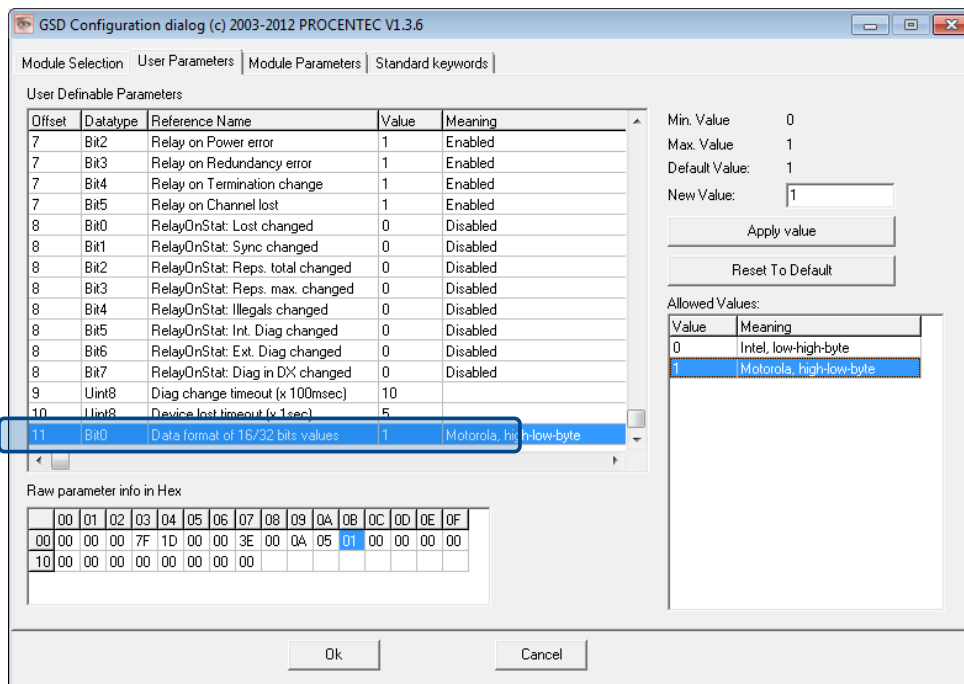 GSD Configuration dialog (c) 2003-2012 PROCENTEC V1.3.6
Module Selection User Parameters Module Parameters Standard keywords
User Definable Parameters
Offset Datatype Reference Name Value Meaning
7 Bit2 Relay on Power error 1 Enabled
7 Bit3 Relay on Redundancy error 1 Enabled
7 Bit4 Relay on Termination change 1 Enabled
7 Bit5 Relay on Channel lost 1 Enabled
8 Bit0 RelayOnStat: Lost changed 0 Disabled
8 Bit1 RelayOnStat: Sync changed 0 Disabled
8 Bit2 RelayOnStat: Reps. total changed 0 Disabled
8 Bit3 RelayOnStat: Reps. max. changed 0 Disabled
8 Bit4 RelayOnStat: Illegals changed 0 Disabled
8 Bit5 RelayOnStat: Int. Diag changed 0 Disabled
8 Bit6 RelayOnStat: Ext. Diag changed 0 Disabled
8 Bit7 RelayOnStat: Diag in DX changed 0 Disabled
9 Uint8 Diag change timeout (x 100msec) 10
10 Uint8 Device lost timeout (x 1sec) 5
11 Bit0 Data format of 16/32 bits values 1 Motorola, high-low-byte
Min. Value 0
Max. Value 1
Default Value: 1
New Value: 1
Apply value
Reset To Default
Allowed Values:
Value Meaning
0 Intel, low-high-byte
1 Motorola, high-low-byte
Raw parameter info in Hex
00 01 02 03 04 05 06 07 08 09 0A 0B 0C 0D 0E 0F
00 00 00 00 7F 1D 00 00 3E 00 0A 05 01 00 00 00 00
10 00 00 00 00 00 00 00 00
Ok Cancel